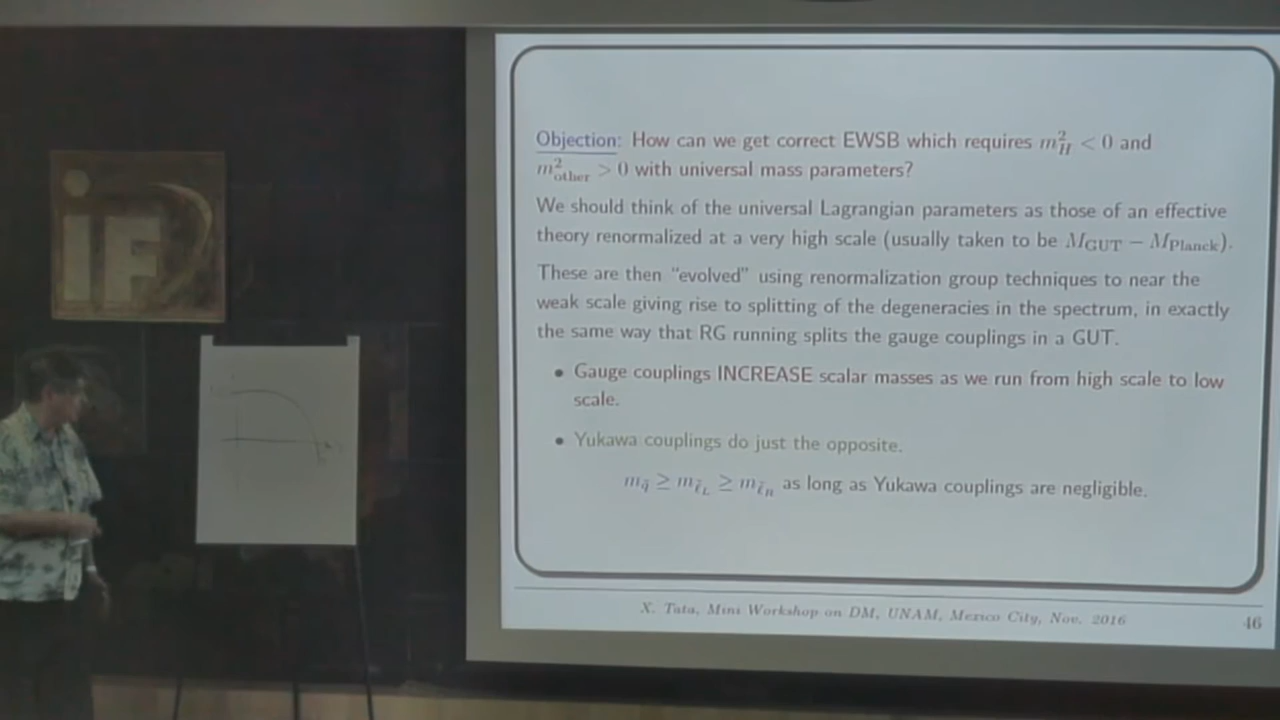 iF
Objection: How can we get correct EWSB which requires m²_H < 0 and
m²_other > 0 with universal mass parameters?
We should think of the universal Lagrangian parameters as those of an effective
theory renormalized at a very high scale (usually taken to be M_GUT − M_Planck).
These are then “evolved” using renormalization group techniques to near the
weak scale giving rise to splitting of the degeneracies in the spectrum, in exactly
the same way that RG running splits the gauge couplings in a GUT.
• Gauge couplings INCREASE scalar masses as we run from high scale to low
scale.
• Yukawa couplings do just the opposite.
m_q̃ ≥ m_ℓ̃_L ≥ m_ℓ̃_R as long as Yukawa couplings are negligible.
X. Tata, Mini Workshop on DM, UNAM, Mexico City, Nov. 2016
46